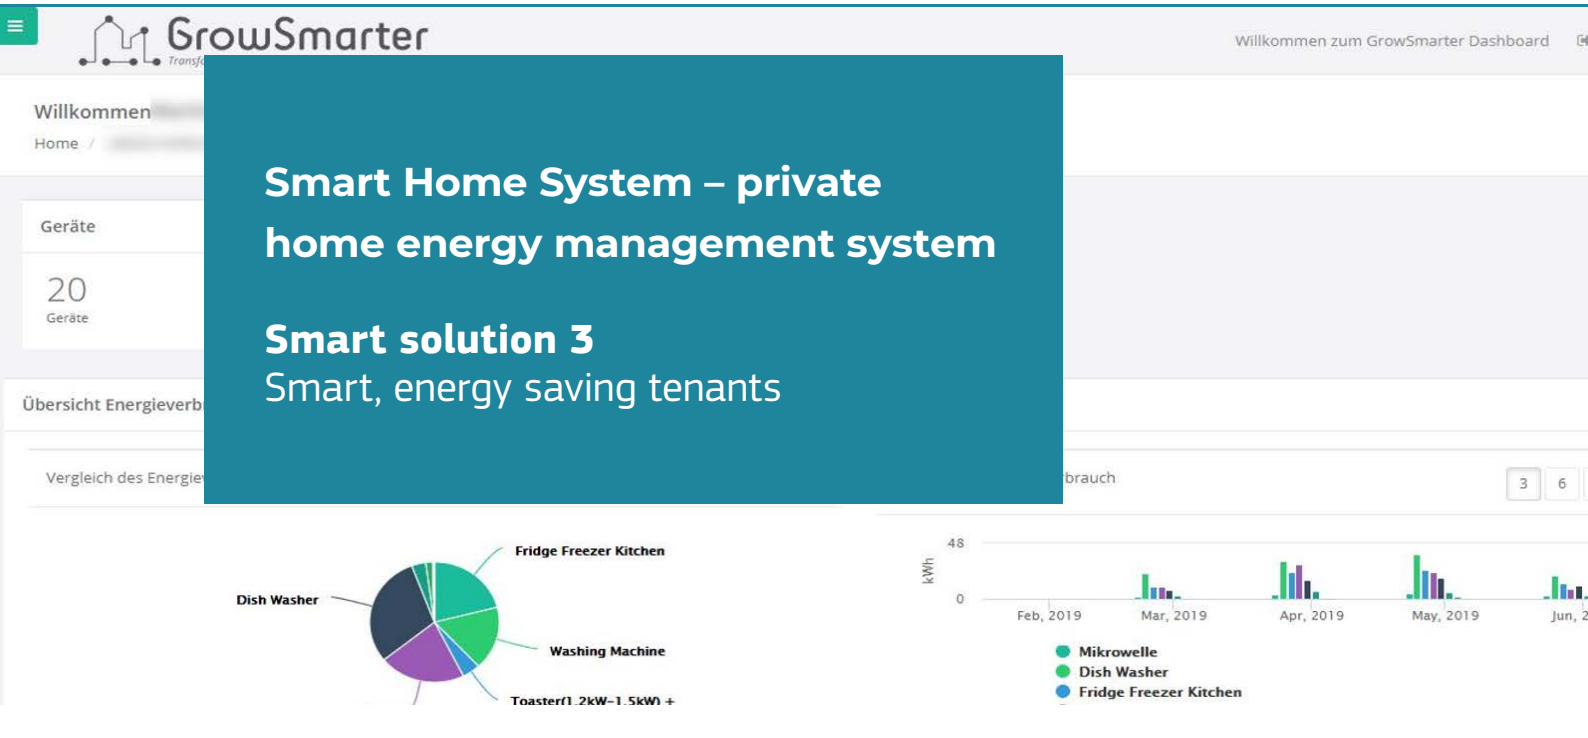 GrowSmarter
Willkommen zum GrowSmarter Dashboard
Willkommen
Home /
Smart Home System – private
home energy management system
Smart solution 3
Smart, energy saving tenants
Geräte
20
Geräte
Übersicht Energieverb
Vergleich des Energie
brauch
3 6
Fridge Freezer Kitchen
Dish Washer
Washing Machine
Toaster(1.2kW-1.5kW) +
48
kWh
0
Feb, 2019 Mar, 2019 Apr, 2019 May, 2019 Jun, 2
Mikrowelle
Dish Washer
Fridge Freezer Kitchen